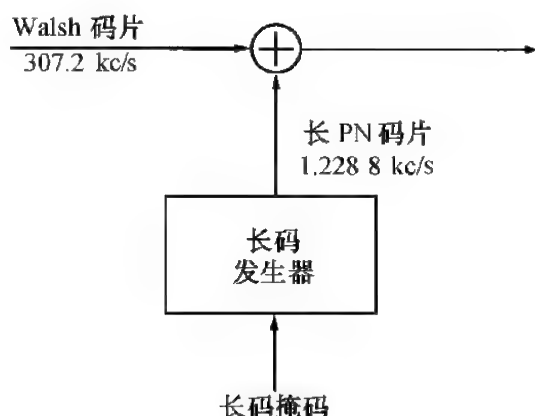 Walsh 码片
307.2 kc/s
长 PN 码片
1.228 8 kc/s
长码
发生器
长码掩码